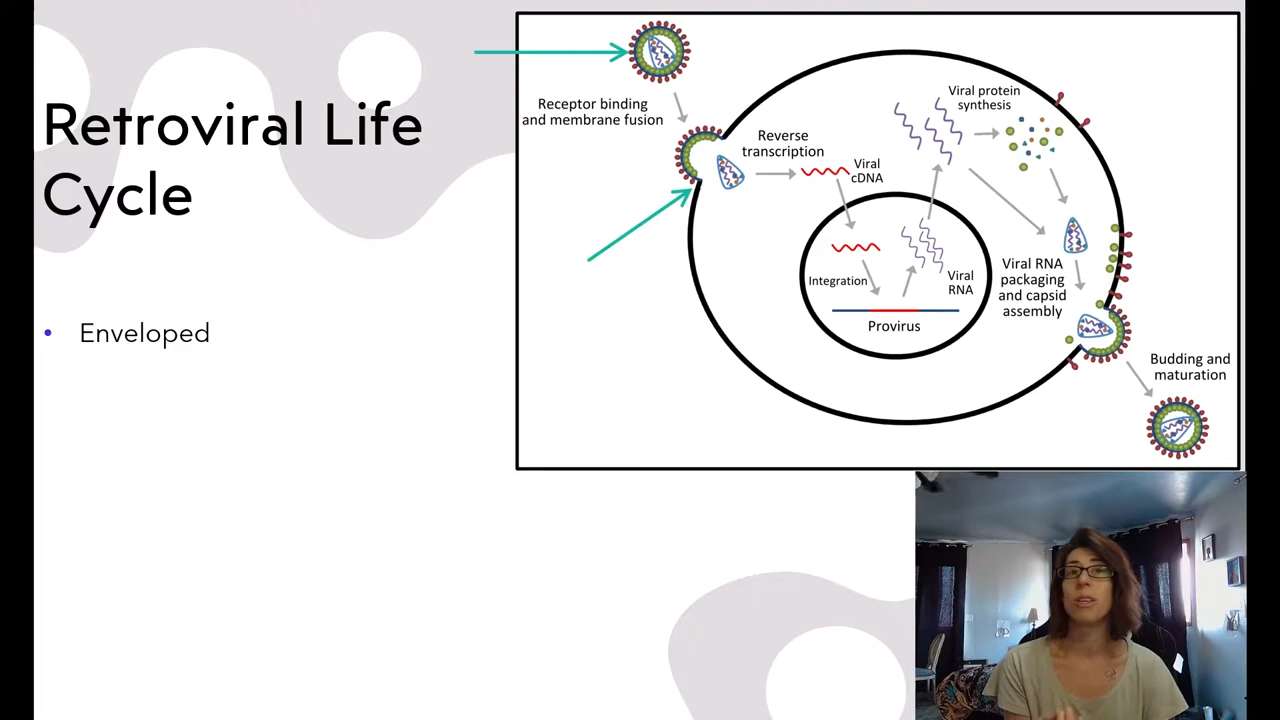 Retroviral Life
Cycle
• Enveloped
Receptor binding
and membrane fusion
Reverse
transcription
Viral
cDNA
Integration
Provirus
Viral
RNA
Viral protein
synthesis
Viral RNA
packaging
and capsid
assembly
Budding and
maturation